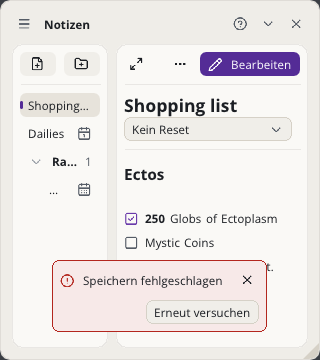 Notizen
Bearbeiten
Shopping...
Dailies
Ra... 1
...
Shopping list
Kein Reset
Ectos
250 Globs of Ectoplasm
Mystic Coins
t.
Speichern fehlgeschlagen
Erneut versuchen